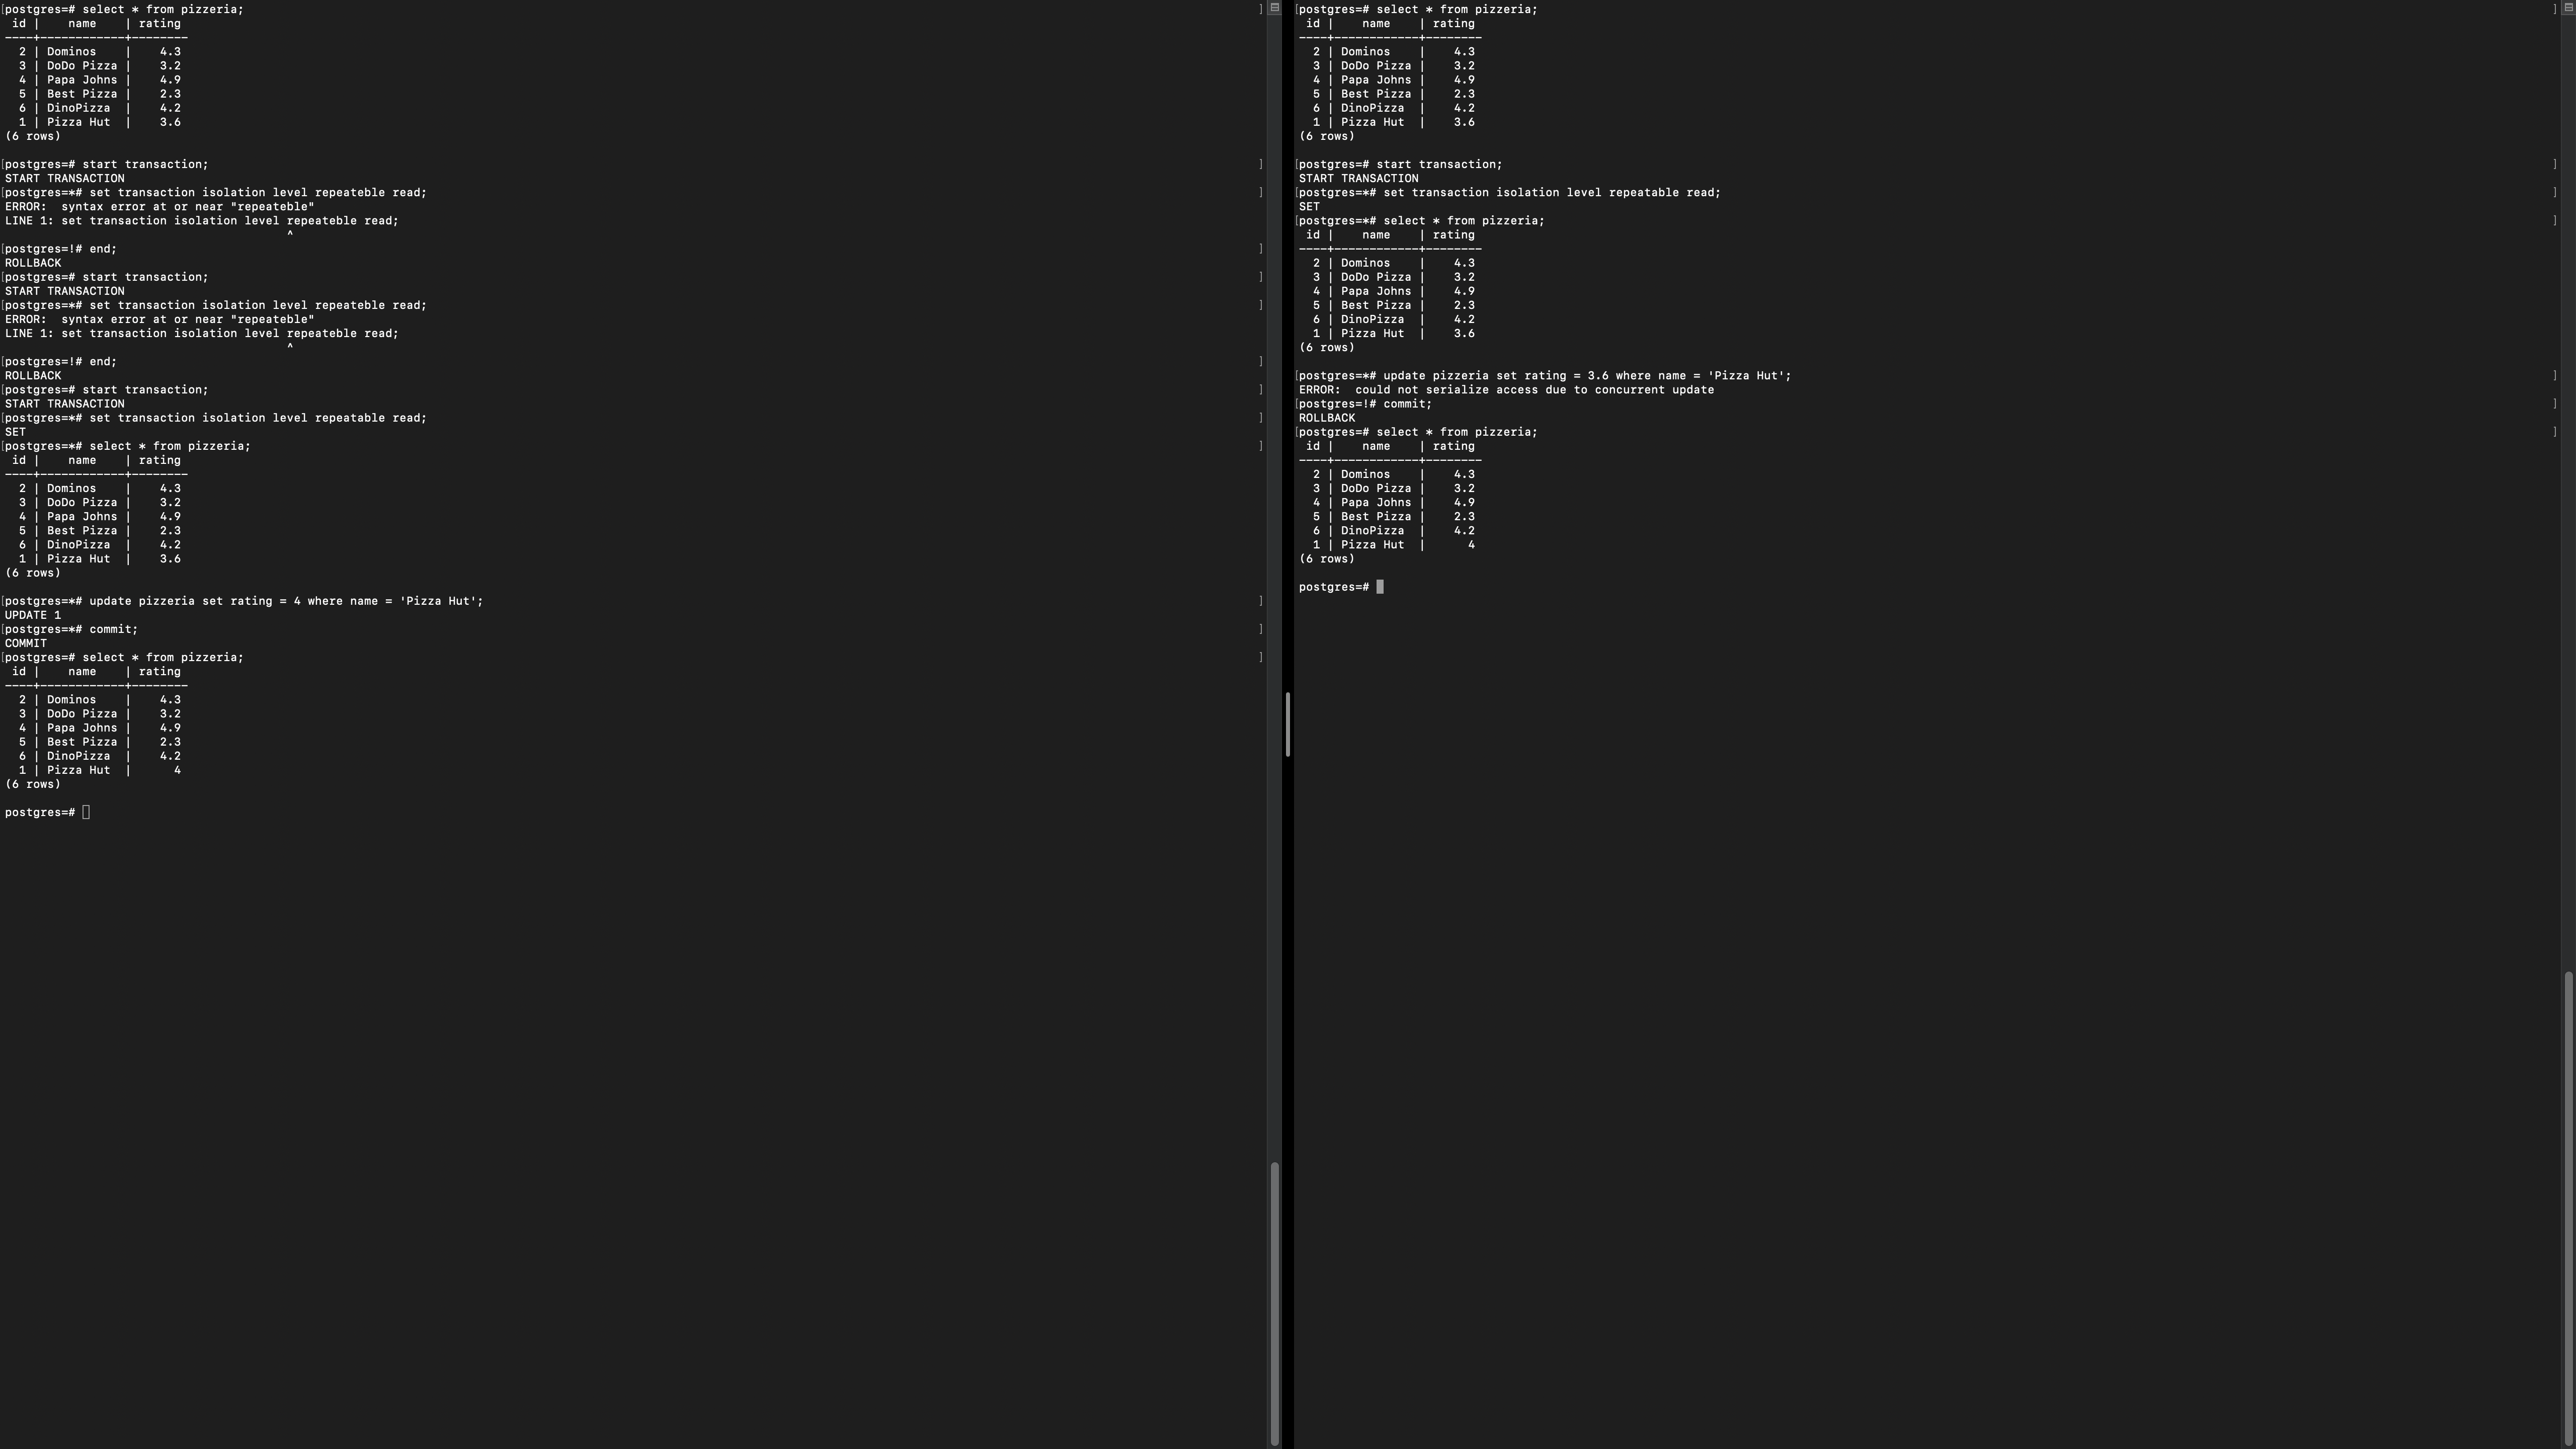 [postgres=# select * from pizzeria; ]
 id |    name    | rating
----+------------+--------
  2 | Dominos    |    4.3
  3 | DoDo Pizza |    3.2
  4 | Papa Johns |    4.9
  5 | Best Pizza |    2.3
  6 | DinoPizza  |    4.2
  1 | Pizza Hut  |    3.6
(6 rows)

[postgres=# start transaction; ]
START TRANSACTION
[postgres=*# set transaction isolation level repeateble read; ]
ERROR:  syntax error at or near "repeateble"
LINE 1: set transaction isolation level repeateble read;
                                        ^
[postgres=!# end; ]
ROLLBACK
[postgres=# start transaction; ]
START TRANSACTION
[postgres=*# set transaction isolation level repeateble read; ]
ERROR:  syntax error at or near "repeateble"
LINE 1: set transaction isolation level repeateble read;
                                        ^
[postgres=!# end; ]
ROLLBACK
[postgres=# start transaction; ]
START TRANSACTION
[postgres=*# set transaction isolation level repeatable read; ]
SET
[postgres=*# select * from pizzeria; ]
 id |    name    | rating
----+------------+--------
  2 | Dominos    |    4.3
  3 | DoDo Pizza |    3.2
  4 | Papa Johns |    4.9
  5 | Best Pizza |    2.3
  6 | DinoPizza  |    4.2
  1 | Pizza Hut  |    3.6
(6 rows)

[postgres=*# update pizzeria set rating = 4 where name = 'Pizza Hut'; ]
UPDATE 1
[postgres=*# commit; ]
COMMIT
[postgres=# select * from pizzeria; ]
 id |    name    | rating
----+------------+--------
  2 | Dominos    |    4.3
  3 | DoDo Pizza |    3.2
  4 | Papa Johns |    4.9
  5 | Best Pizza |    2.3
  6 | DinoPizza  |    4.2
  1 | Pizza Hut  |      4
(6 rows)

postgres=#
[postgres=# select * from pizzeria; ]
 id |    name    | rating
----+------------+--------
  2 | Dominos    |    4.3
  3 | DoDo Pizza |    3.2
  4 | Papa Johns |    4.9
  5 | Best Pizza |    2.3
  6 | DinoPizza  |    4.2
  1 | Pizza Hut  |    3.6
(6 rows)

[postgres=# start transaction; ]
START TRANSACTION
[postgres=*# set transaction isolation level repeatable read; ]
SET
[postgres=*# select * from pizzeria; ]
 id |    name    | rating
----+------------+--------
  2 | Dominos    |    4.3
  3 | DoDo Pizza |    3.2
  4 | Papa Johns |    4.9
  5 | Best Pizza |    2.3
  6 | DinoPizza  |    4.2
  1 | Pizza Hut  |    3.6
(6 rows)

[postgres=*# update pizzeria set rating = 3.6 where name = 'Pizza Hut'; ]
ERROR:  could not serialize access due to concurrent update
[postgres=!# commit; ]
ROLLBACK
[postgres=# select * from pizzeria; ]
 id |    name    | rating
----+------------+--------
  2 | Dominos    |    4.3
  3 | DoDo Pizza |    3.2
  4 | Papa Johns |    4.9
  5 | Best Pizza |    2.3
  6 | DinoPizza  |    4.2
  1 | Pizza Hut  |      4
(6 rows)

postgres=#